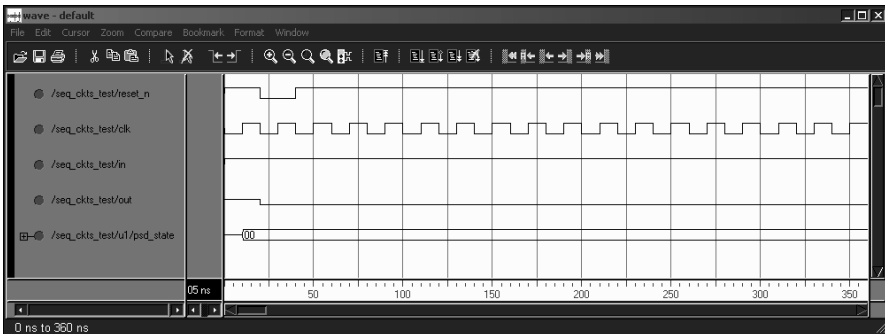 wave - default
File Edit Cursor Zoom Compare Bookmark Format Window
/seq_ckts_test/reset_n
/seq_ckts_test/clk
/seq_ckts_test/in
/seq_ckts_test/out
/seq_ckts_test/u1/psd_state
00
05 ns
50 100 150 200 250 300 350
0 ns to 360 ns